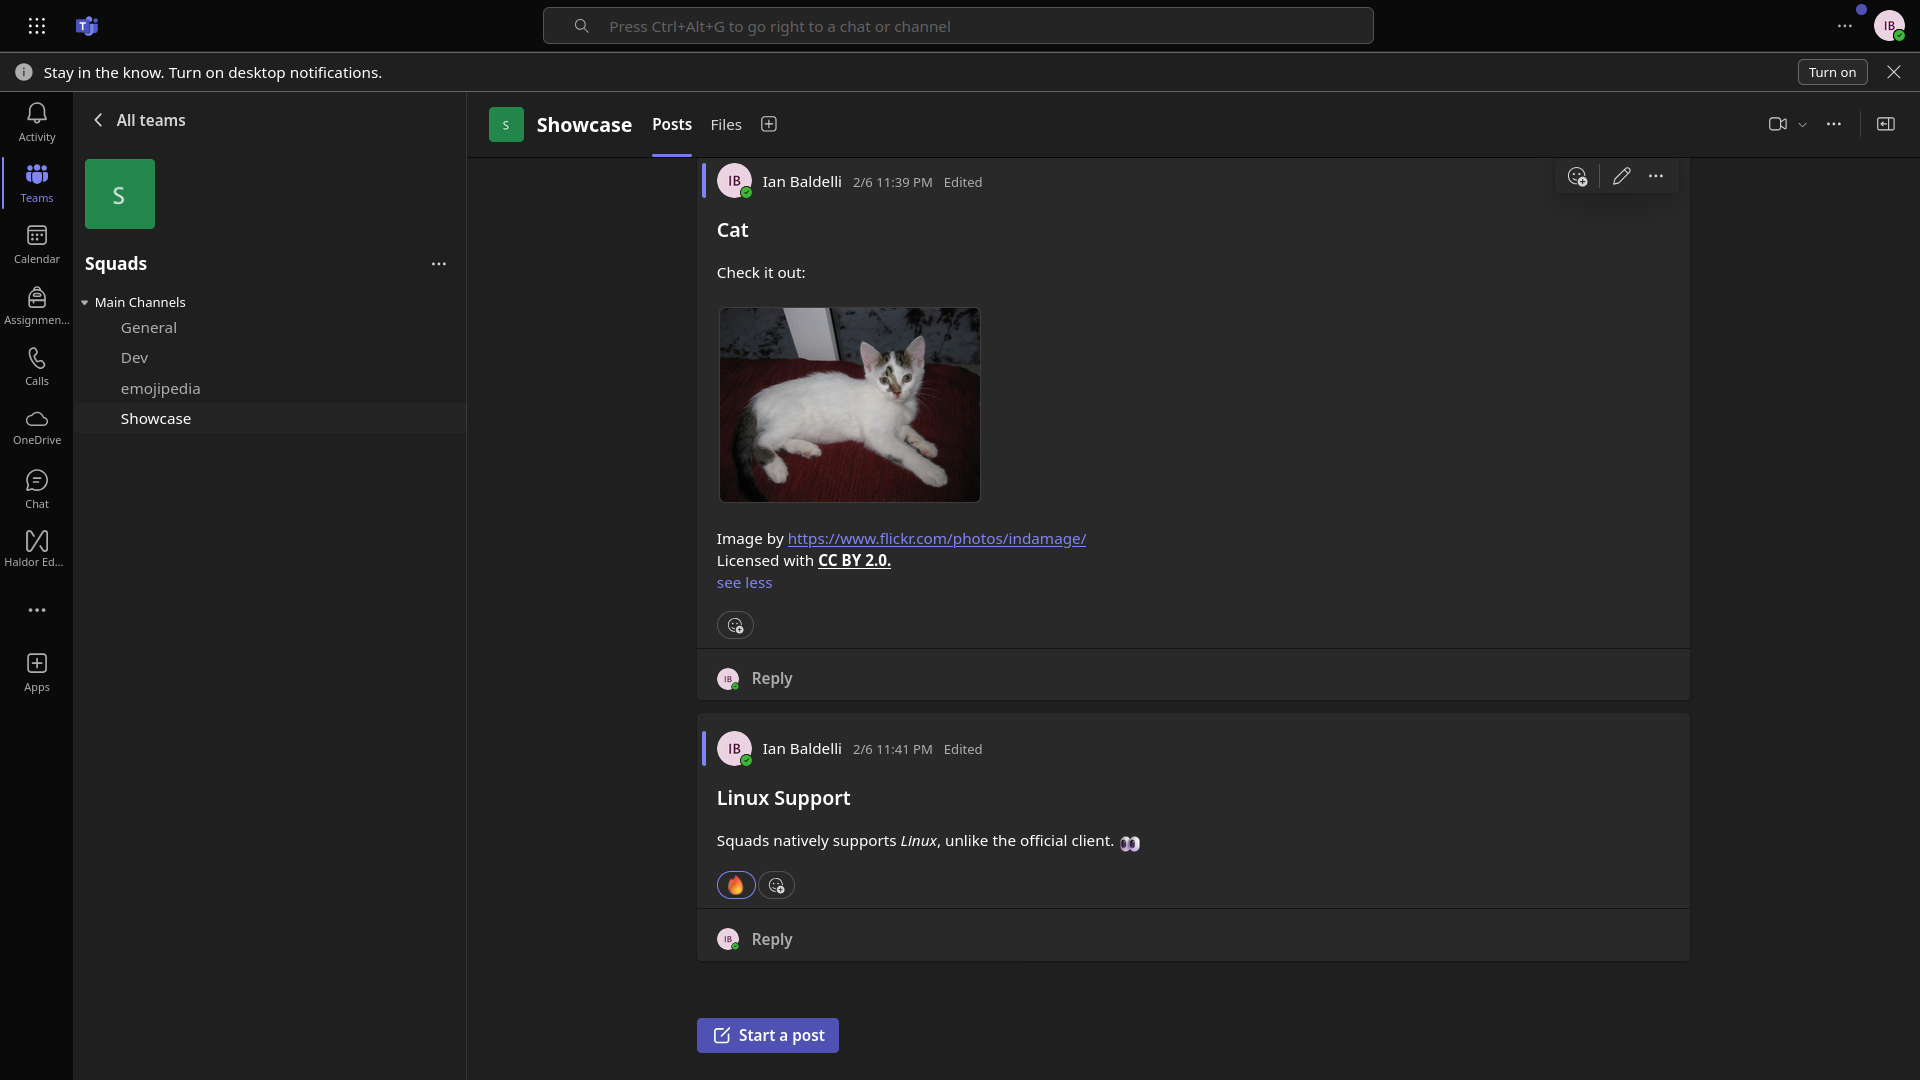 Press Ctrl+Alt+G to go right to a chat or channel
IB
Stay in the know. Turn on desktop notifications.
Turn on
Activity
Teams
Calendar
Assignmen...
Calls
OneDrive
Chat
Haldor Ed...
Apps
All teams
S
Squads
Main Channels
General
Dev
emojipedia
Showcase
S
Showcase
Posts
Files
IB
Ian Baldelli 2/6 11:39 PM Edited
Cat
Check it out:
Image by https://www.flickr.com/photos/indamage/
Licensed with CC BY 2.0.
see less
IB
Reply
IB
Ian Baldelli 2/6 11:41 PM Edited
Linux Support
Squads natively supports Linux, unlike the official client. 👀
🔥
IB
Reply
Start a post